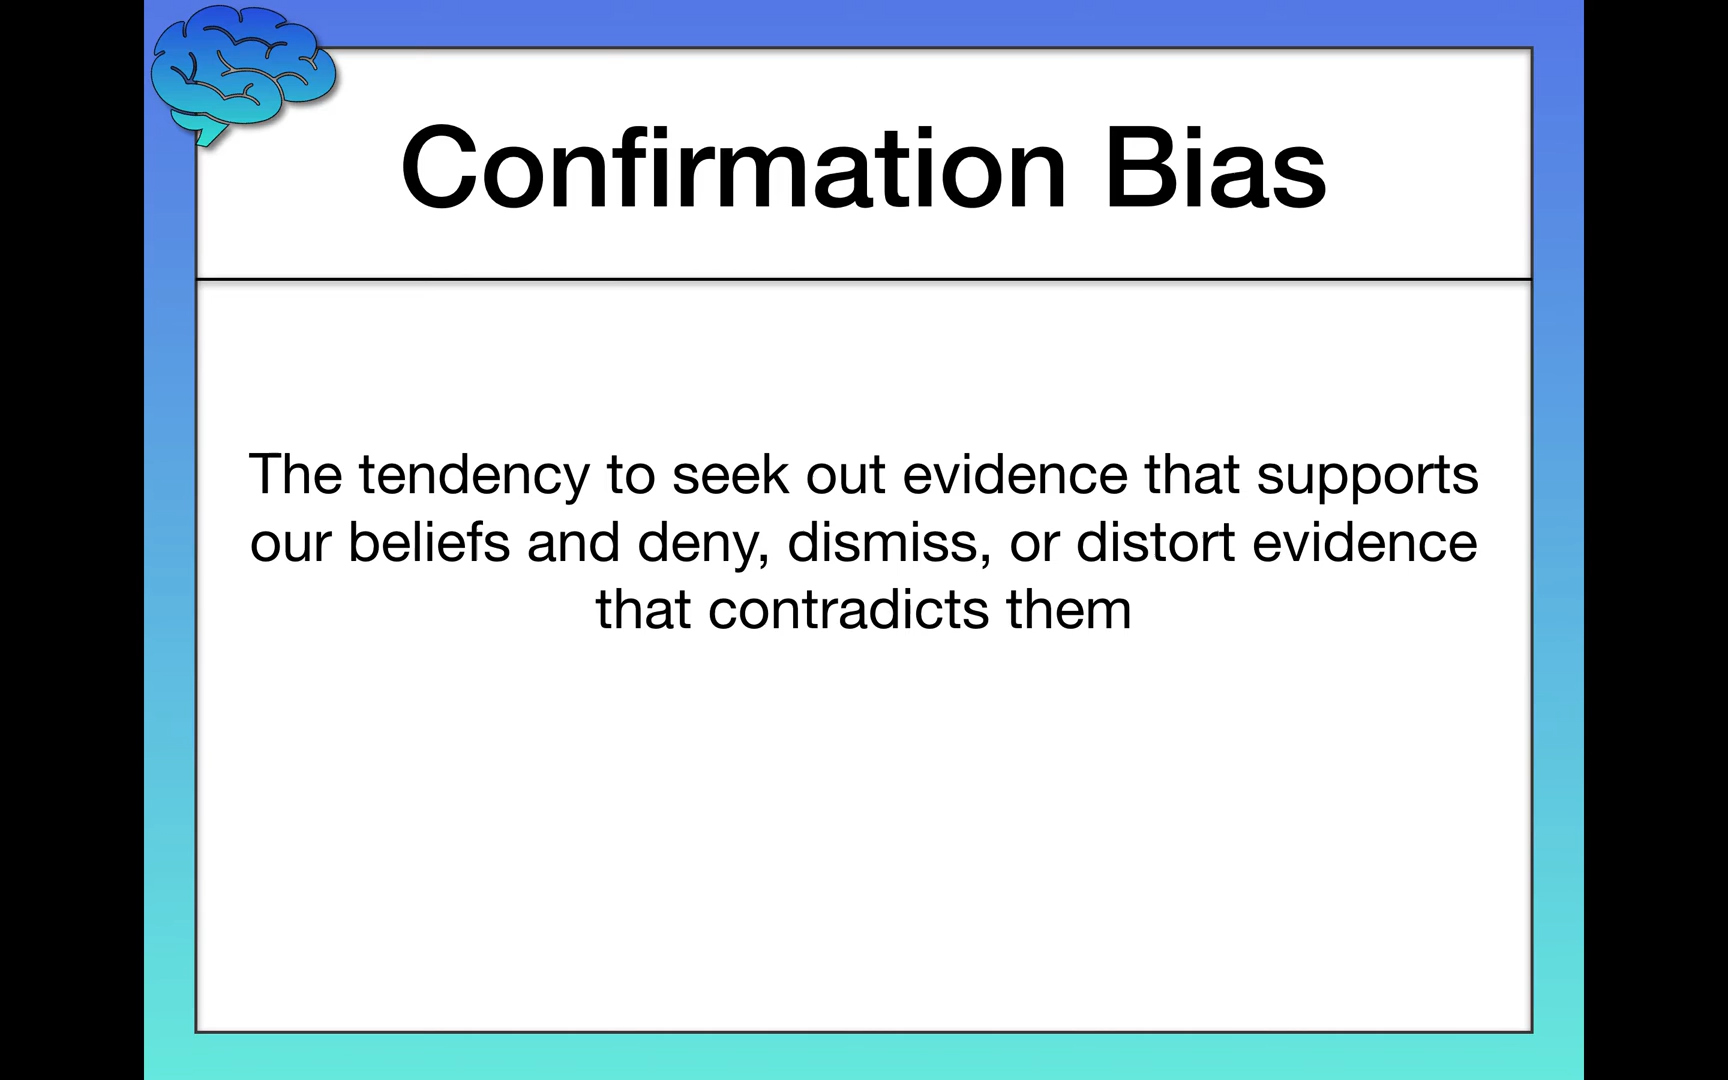 Confirmation Bias
The tendency to seek out evidence that supports
our beliefs and deny, dismiss, or distort evidence
that contradicts them